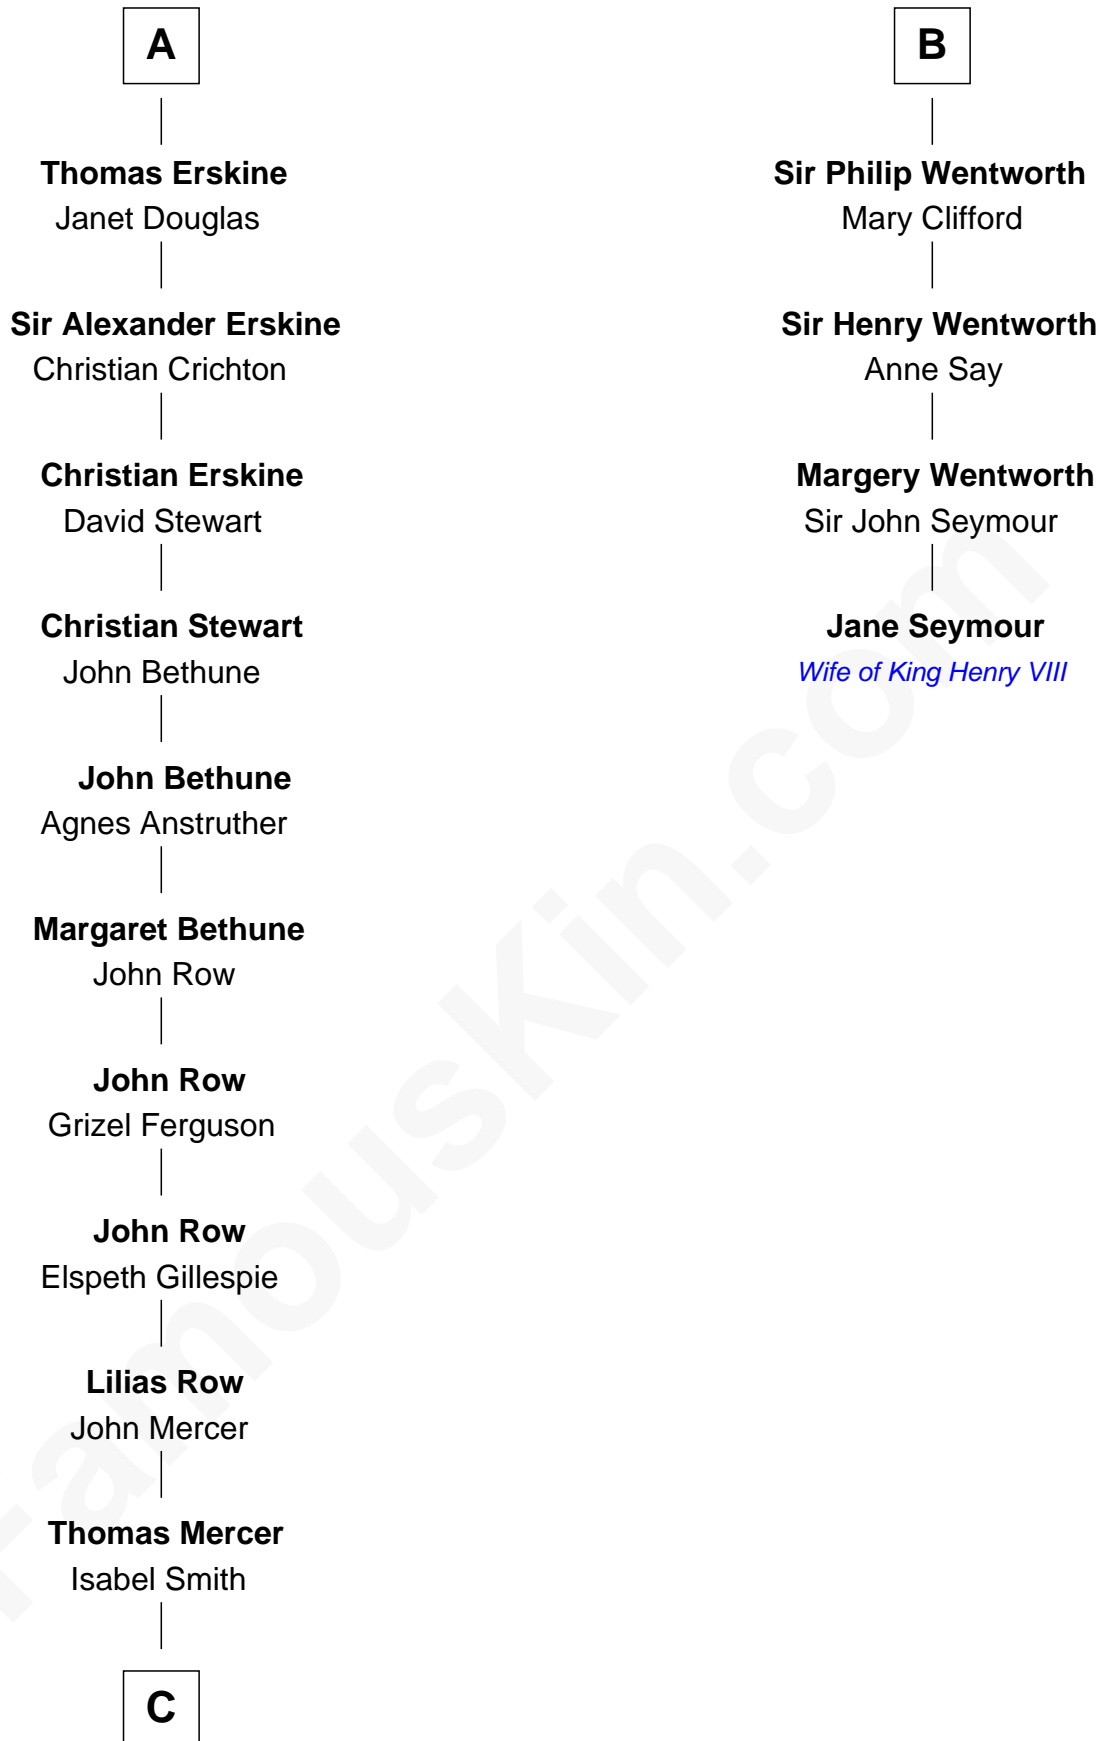 A
Thomas Erskine
Janet Douglas
Sir Alexander Erskine
Christian Crichton
Christian Erskine
David Stewart
Christian Stewart
John Bethune
John Bethune
Agnes Anstruther
Margaret Bethune
John Row
John Row
Grizel Ferguson
John Row
Elspeth Gillespie
Lilias Row
John Mercer
Thomas Mercer
Isabel Smith
C
B
Sir Philip Wentworth
Mary Clifford
Sir Henry Wentworth
Anne Say
Margery Wentworth
Sir John Seymour
Jane Seymour
Wife of King Henry VIII
FamousKin.com